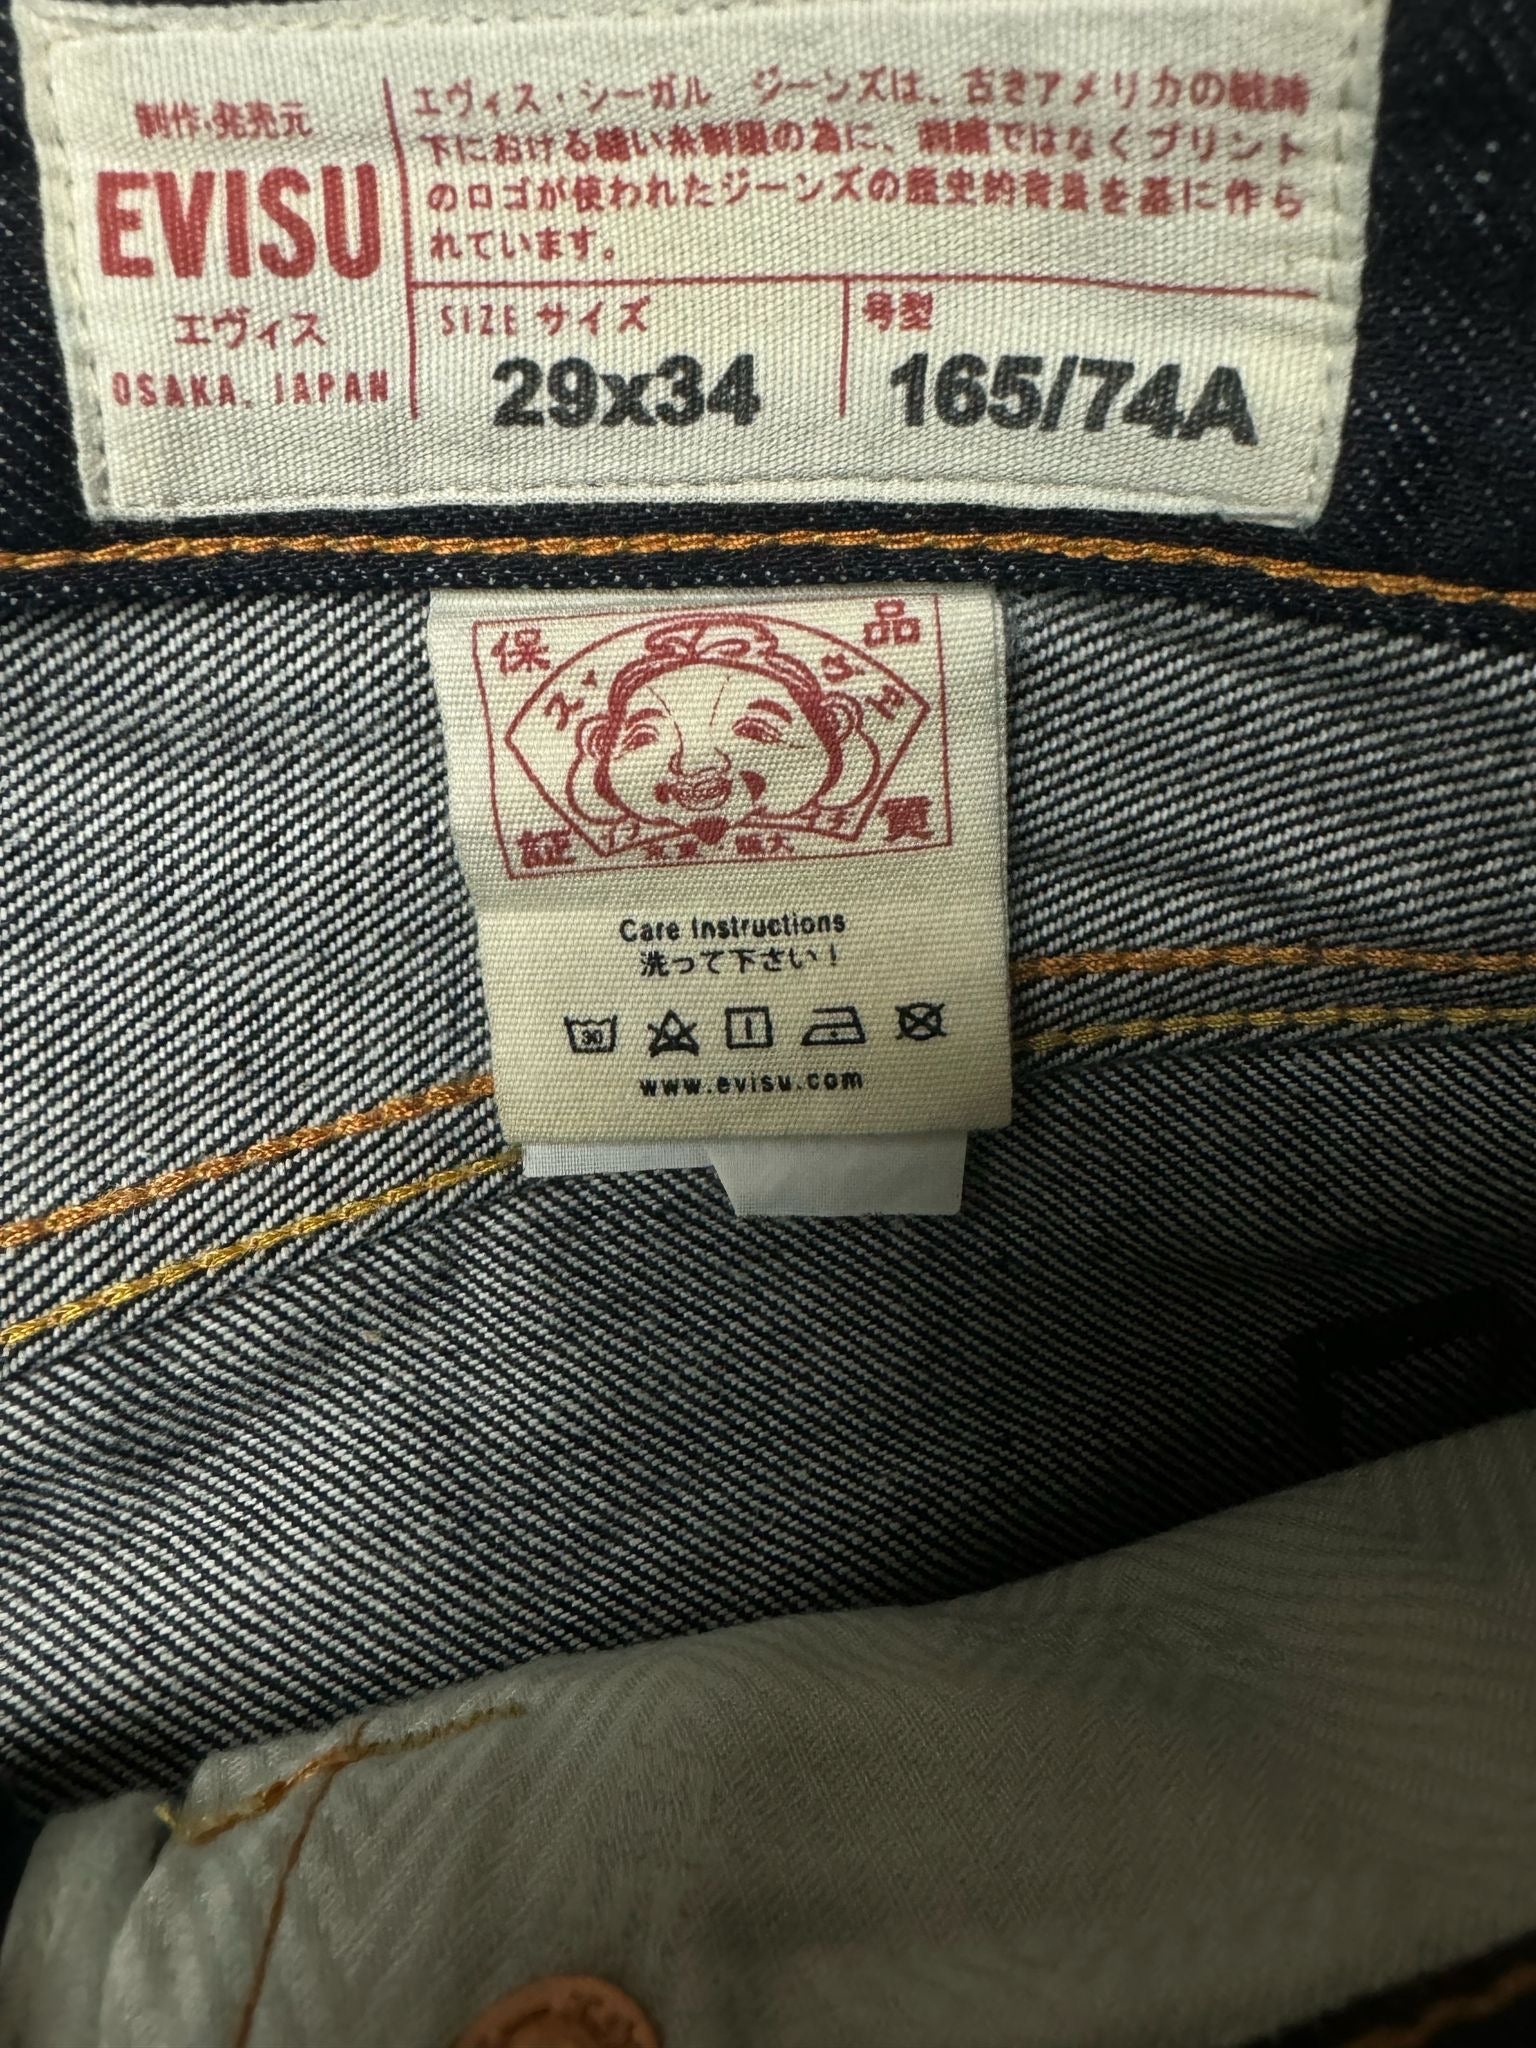 制作・発売元
EVISU
エヴィス
OSAKA, JAPAN
エヴィス・シーガル ジーンズは、古きアメリカの戦時
下における縫い糸制限の為に、刺繍ではなくプリント
のロゴが使われたジーンズの歴史的背景を基に作ら
れています。
SIZE サイズ
29x34
号型
165/74A
保 品
証 質
Care Instructions
洗って下さい！
30
www.evisu.com